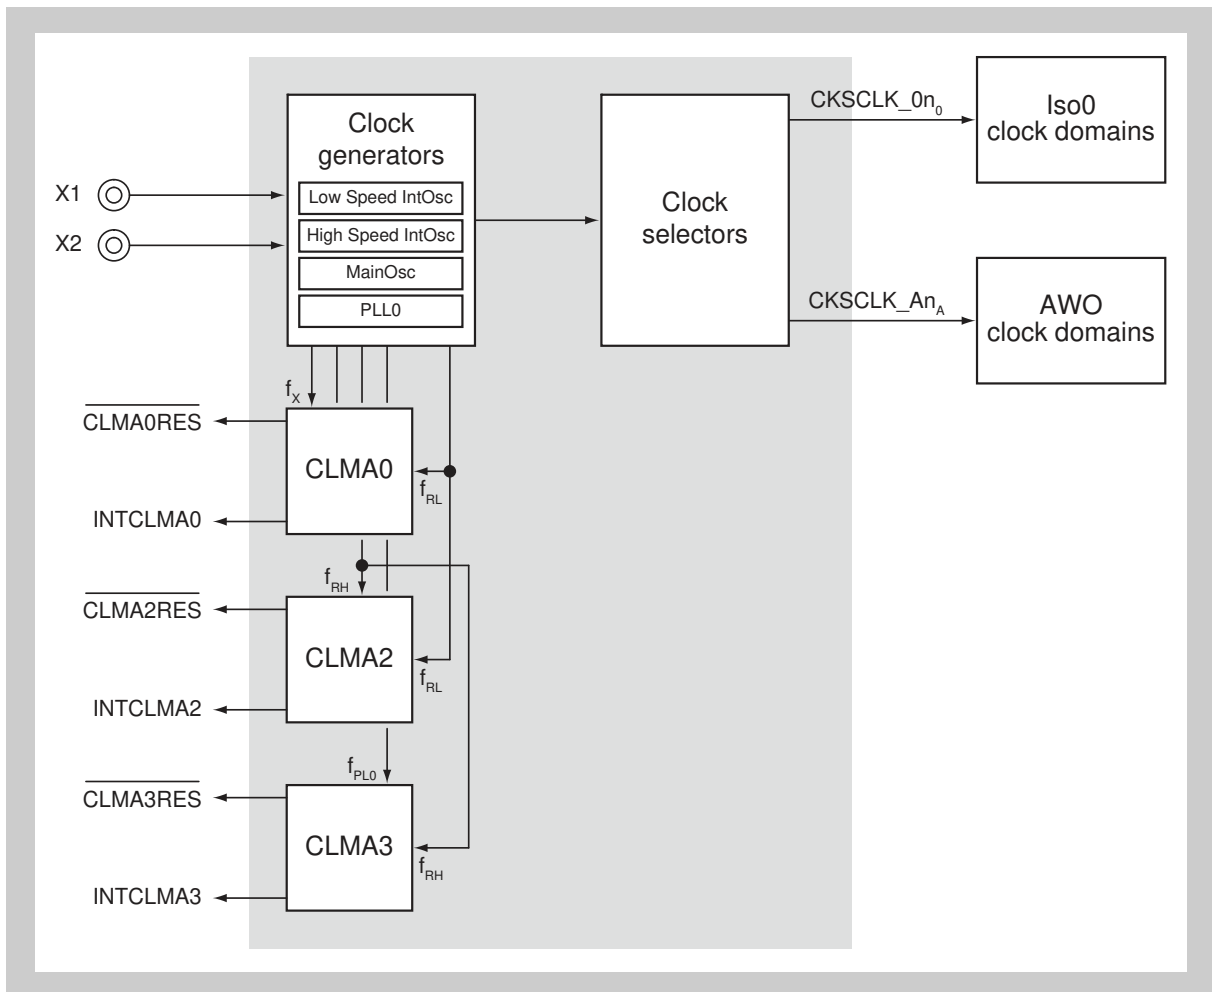 Clock
generators
Low Speed IntOsc
High Speed IntOsc
MainOsc
PLL0
X1
X2
Clock
selectors
CKSCLK_0n0
Iso0
clock domains
CKSCLK_AnA
AWO
clock domains
fX
CLMA0RES
CLMA0
fRL
INTCLMA0
fRH
CLMA2RES
CLMA2
fRL
INTCLMA2
fPL0
CLMA3RES
CLMA3
fRH
INTCLMA3